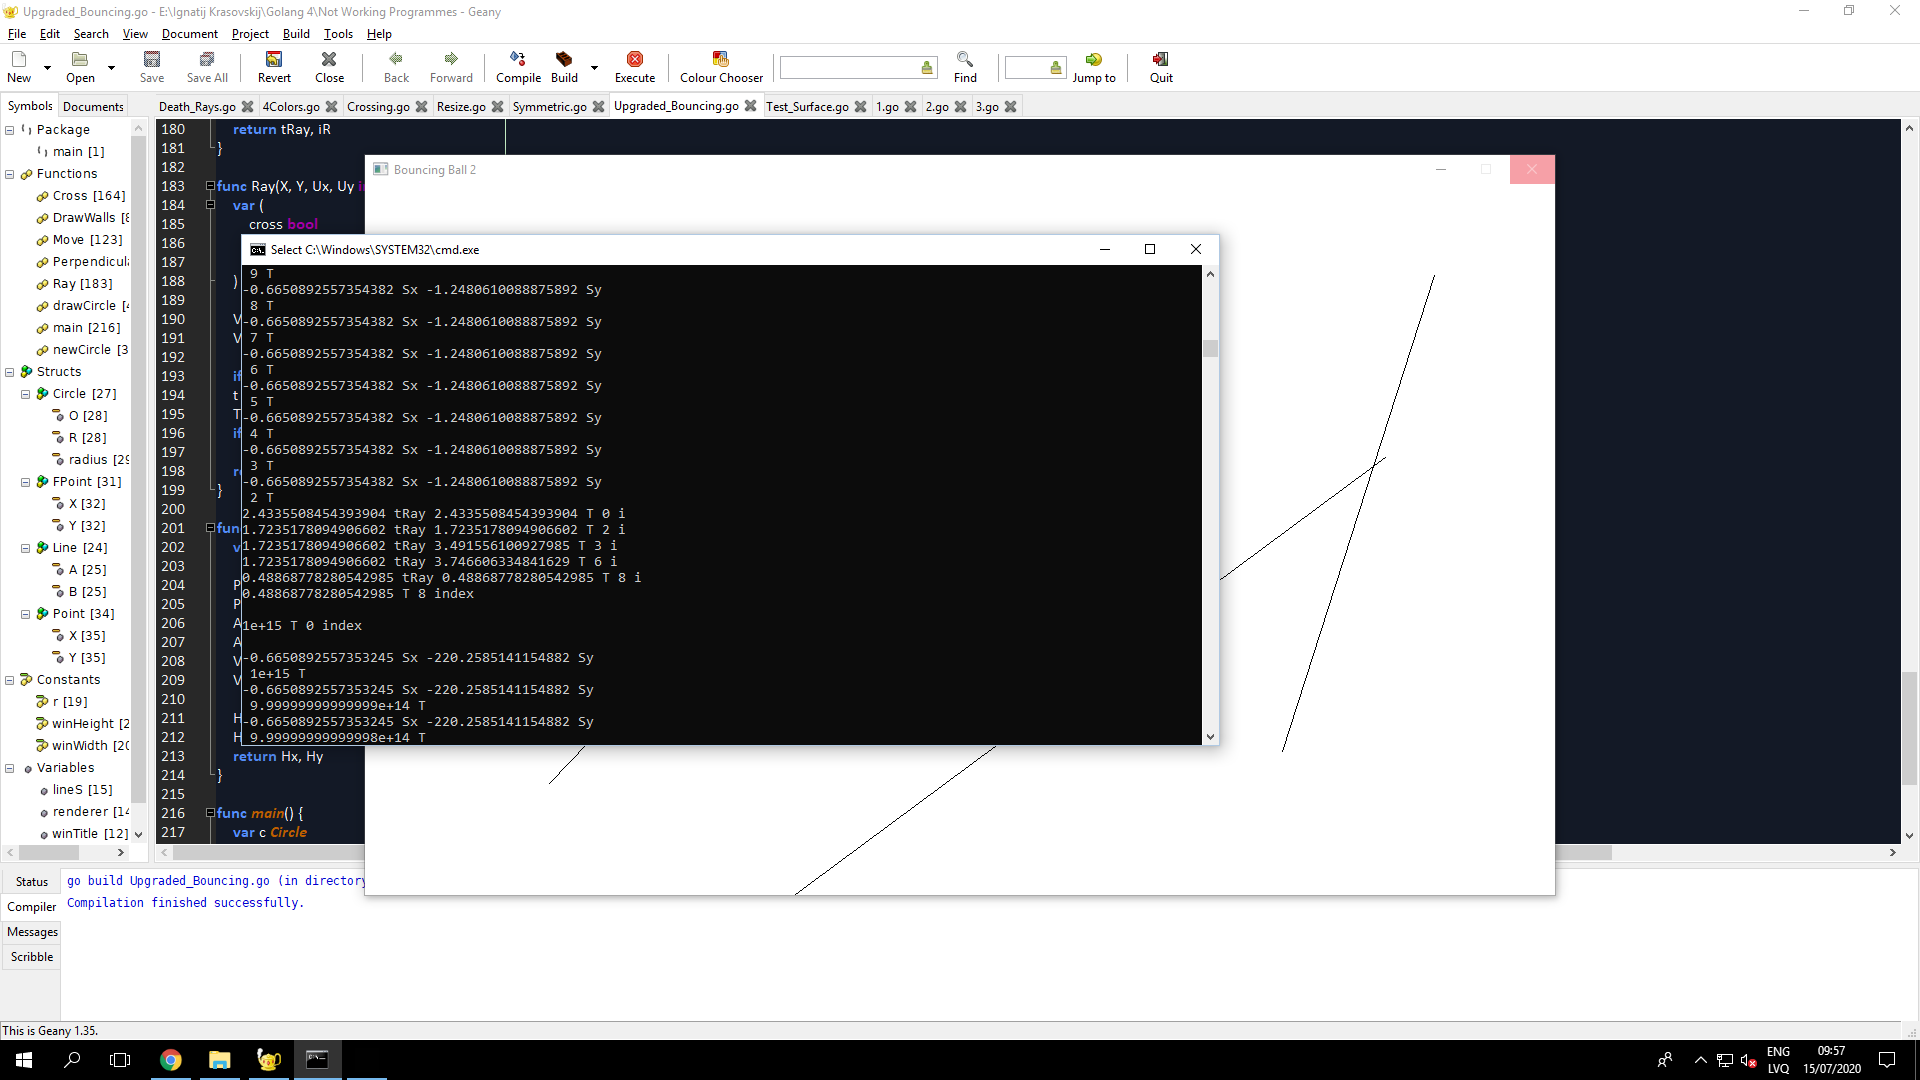 Upgraded_Bouncing.go - E:\Ignatij Krasovskij\Golang 4\Not Working Programmes - Geany
File Edit Search View Document Project Build Tools Help
New Open Save Save All Revert Close Back Forward Compile Build Execute Colour Chooser Find Jump to Quit
Symbols Documents
Death_Rays.go 4Colors.go Crossing.go Resize.go Symmetric.go Upgraded_Bouncing.go Test_Surface.go 1.go 2.go 3.go
Package
main [1]
Functions
Cross [164]
DrawWalls [8
Move [123]
Perpendicul
Ray [183]
drawCircle [4
main [216]
newCircle [3
Structs
Circle [27]
O [28]
R [28]
radius [29
FPoint [31]
X [32]
Y [32]
Line [24]
A [25]
B [25]
Point [34]
X [35]
Y [35]
Constants
r [19]
winHeight [2
winWidth [20
Variables
lineS [15]
renderer [14
winTitle [12]
180 return tRay, iR
181 }
182
183 func Ray(X, Y, Ux, Uy i
184 var (
185 cross bool
186
187
188 )
189
190 V
191 V
192
193 if
194 t
195 T
196 if
197
198 re
199 }
200
201 fun
202 v
203
204 P
205 P
206 A
207 A
208 V
209 V
210
211 H
212 H
213 return Hx, Hy
214 }
215
216 func main() {
217 var c Circle
Bouncing Ball 2
Select C:\Windows\SYSTEM32\cmd.exe
9 T
-0.6650892557354382 Sx -1.2480610088875892 Sy
8 T
-0.6650892557354382 Sx -1.2480610088875892 Sy
7 T
-0.6650892557354382 Sx -1.2480610088875892 Sy
6 T
-0.6650892557354382 Sx -1.2480610088875892 Sy
5 T
-0.6650892557354382 Sx -1.2480610088875892 Sy
4 T
-0.6650892557354382 Sx -1.2480610088875892 Sy
3 T
-0.6650892557354382 Sx -1.2480610088875892 Sy
2 T
2.4335508454393904 tRay 2.4335508454393904 T 0 i
1.7235178094906602 tRay 1.7235178094906602 T 2 i
1.7235178094906602 tRay 3.491556100927985 T 3 i
1.7235178094906602 tRay 3.746606334841629 T 6 i
0.48868778280542985 tRay 0.48868778280542985 T 8 i
0.48868778280542985 T 8 index
1e+15 T 0 index
-0.6650892557353245 Sx -220.2585141154882 Sy
1e+15 T
-0.6650892557353245 Sx -220.2585141154882 Sy
9.99999999999999e+14 T
-0.6650892557353245 Sx -220.2585141154882 Sy
9.99999999999998e+14 T
Status
Compiler
Messages
Scribble
go build Upgraded_Bouncing.go (in directory
Compilation finished successfully.
This is Geany 1.35.
ENG
LVQ
09:57
15/07/2020